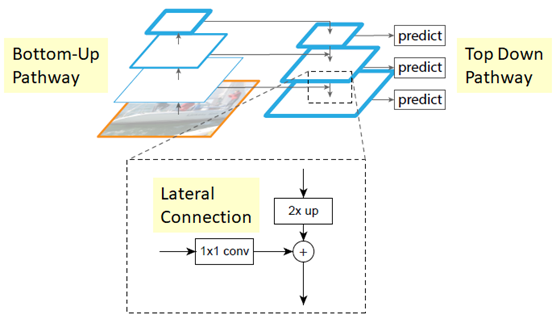 Bottom-Up
Pathway
predict
predict
predict
Top Down
Pathway
Lateral
Connection
2x up
1x1 conv
+